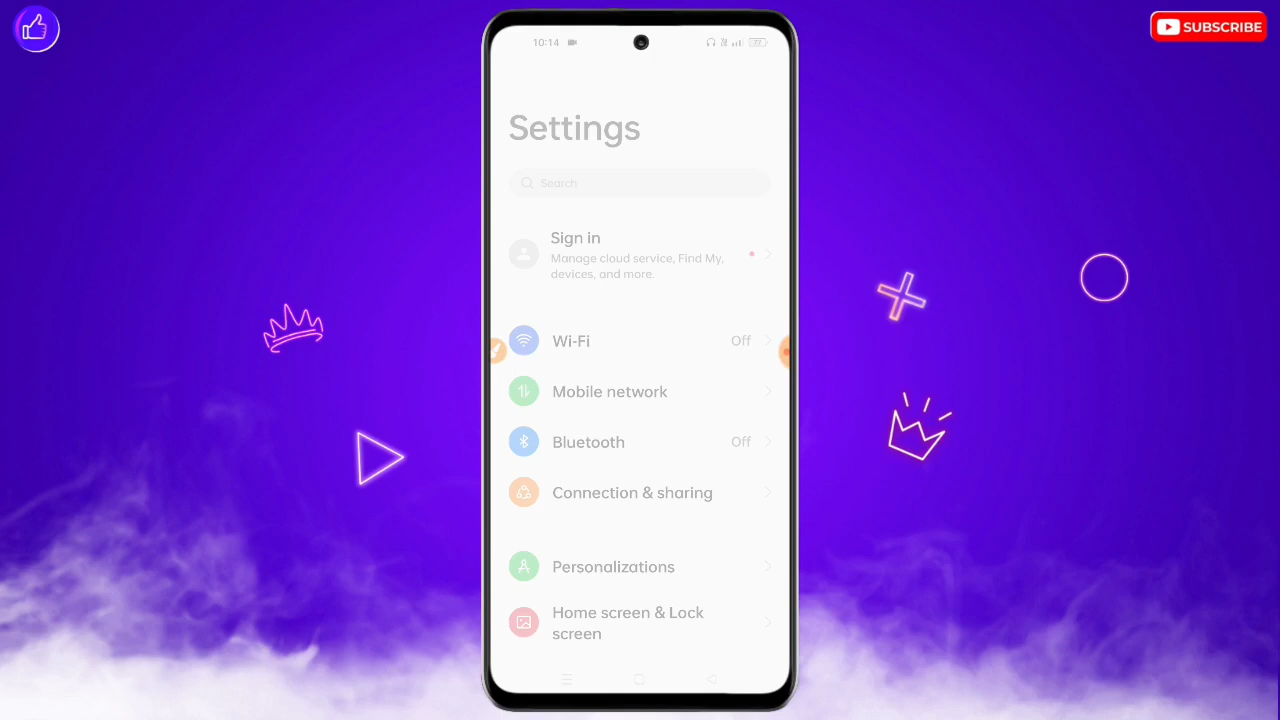 SUBSCRIBE
10:14
77
Settings
Search
Sign in
Manage cloud service, Find My,
devices, and more.
Wi-Fi Off
Mobile network
Bluetooth Off
Connection & sharing
Personalizations
Home screen & Lock
screen